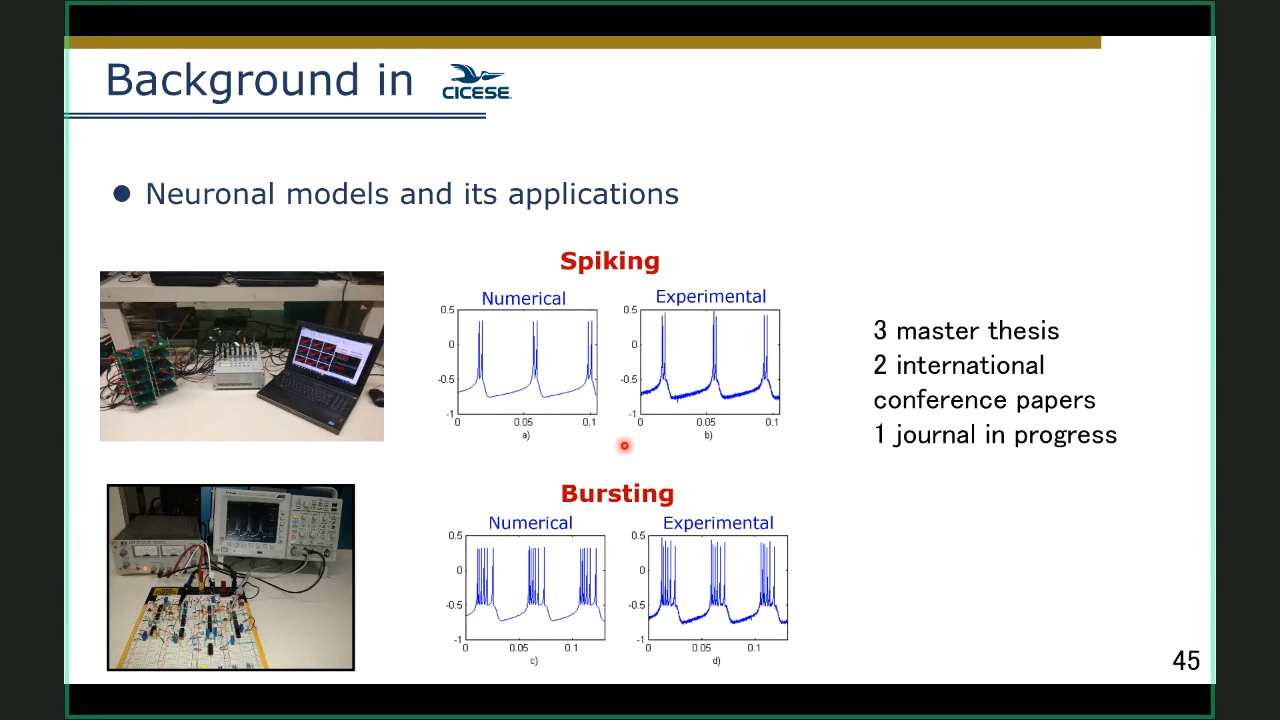 Background in
CICESE
Neuronal models and its applications
Spiking
Numerical
Experimental
0.5
0
-0.5
-1
0
0.05
0.1
a)
0.5
0
-0.5
-1
0
0.05
0.1
b)
3 master thesis
2 international
conference papers
1 journal in progress
Bursting
Numerical
Experimental
0.5
0
-0.5
-1
0
0.05
0.1
c)
0.5
0
-0.5
-1
0
0.05
0.1
d)
45